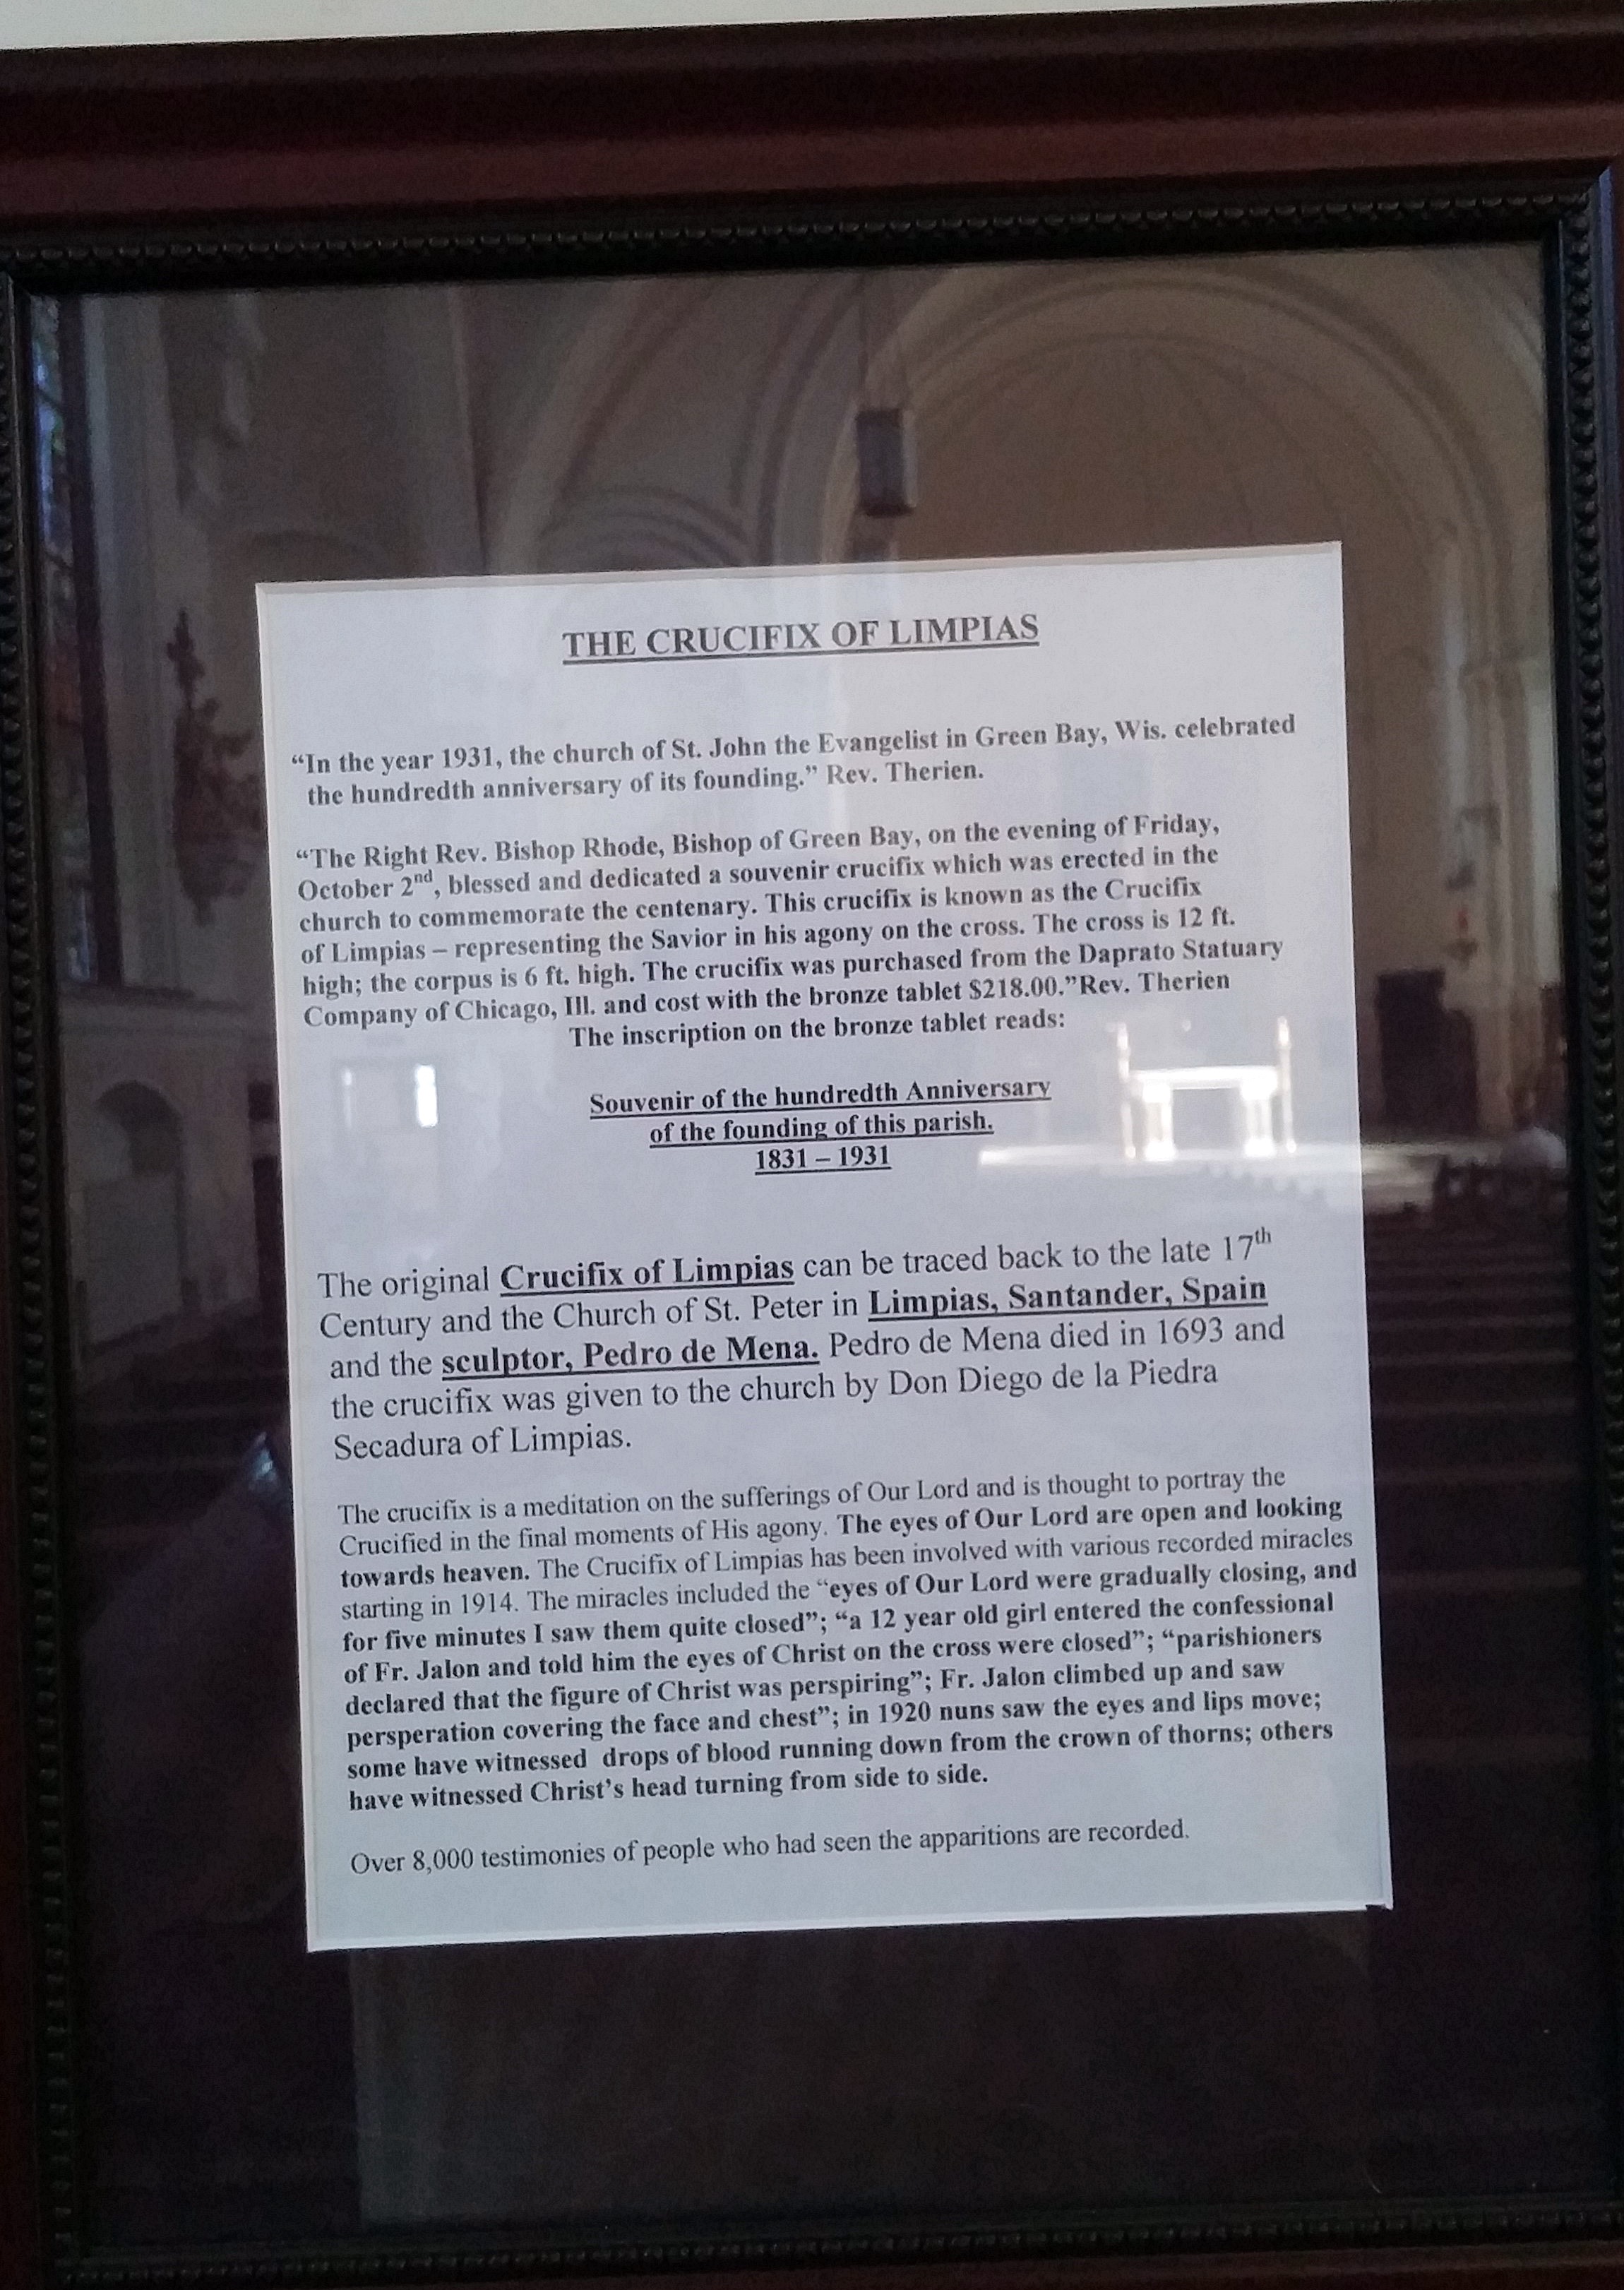 THE CRUCIFIX OF LIMPIAS
“In the year 1931, the church of St. John the Evangelist in Green Bay, Wis. celebrated
the hundredth anniversary of its founding.” Rev. Therien.
“The Right Rev. Bishop Rhode, Bishop of Green Bay, on the evening of Friday,
October 2nd, blessed and dedicated a souvenir crucifix which was erected in the
church to commemorate the centenary. This crucifix is known as the Crucifix
of Limpias – representing the Savior in his agony on the cross. The cross is 12 ft.
high; the corpus is 6 ft. high. The crucifix was purchased from the Daprato Statuary
Company of Chicago, Ill. and cost with the bronze tablet $218.00.”Rev. Therien
The inscription on the bronze tablet reads:
Souvenir of the hundredth Anniversary
of the founding of this parish.
1831 – 1931
The original Crucifix of Limpias can be traced back to the late 17th
Century and the Church of St. Peter in Limpias, Santander, Spain
and the sculptor, Pedro de Mena. Pedro de Mena died in 1693 and
the crucifix was given to the church by Don Diego de la Piedra
Secadura of Limpias.
The crucifix is a meditation on the sufferings of Our Lord and is thought to portray the
Crucified in the final moments of His agony. The eyes of Our Lord are open and looking
towards heaven. The Crucifix of Limpias has been involved with various recorded miracles
starting in 1914. The miracles included the “eyes of Our Lord were gradually closing, and
for five minutes I saw them quite closed”; “a 12 year old girl entered the confessional
of Fr. Jalon and told him the eyes of Christ on the cross were closed”; “parishioners
declared that the figure of Christ was perspiring”; Fr. Jalon climbed up and saw
persperation covering the face and chest”; in 1920 nuns saw the eyes and lips move;
some have witnessed drops of blood running down from the crown of thorns; others
have witnessed Christ’s head turning from side to side.
Over 8,000 testimonies of people who had seen the apparitions are recorded.